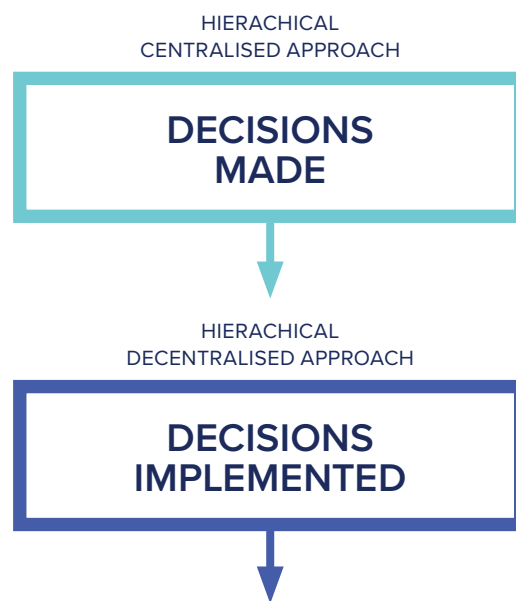 HIERACHICAL
CENTRALISED APPROACH
DECISIONS
MADE
HIERACHICAL
DECENTRALISED APPROACH
DECISIONS
IMPLEMENTED